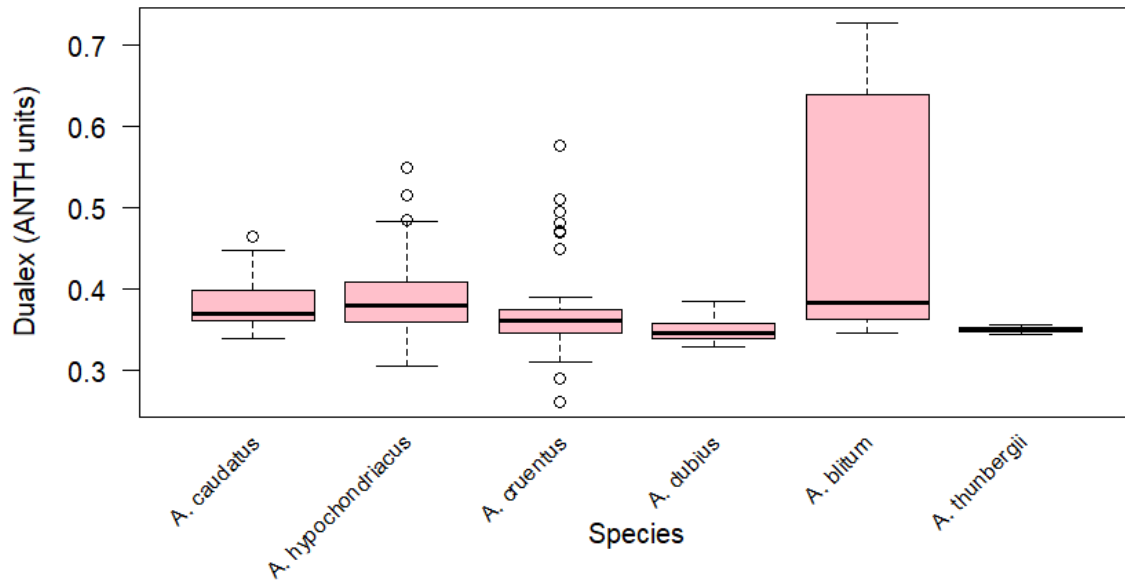 Dualex (ANTH units)
0.7
0.6
0.5
0.4
0.3
A. caudatus
A. hypochondriacus
A. cruentus
A. dubius
A. blitum
A. thunbergii
Species